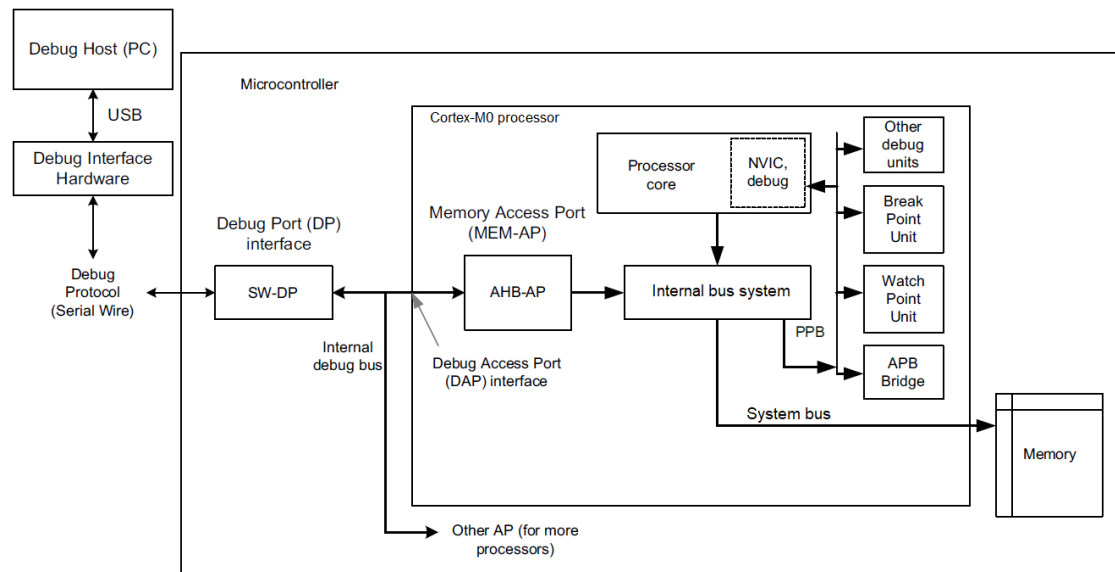 Debug Host (PC)
USB
Debug Interface
Hardware
Debug
Protocol
(Serial Wire)
Microcontroller
Debug Port (DP)
interface
SW-DP
Internal
debug bus
Cortex-M0 processor
Memory Access Port
(MEM-AP)
AHB-AP
Debug Access Port
(DAP) interface
Processor
core
NVIC,
debug
Internal bus system
PPB
System bus
Other
debug
units
Break
Point
Unit
Watch
Point
Unit
APB
Bridge
Memory
Other AP (for more
processors)